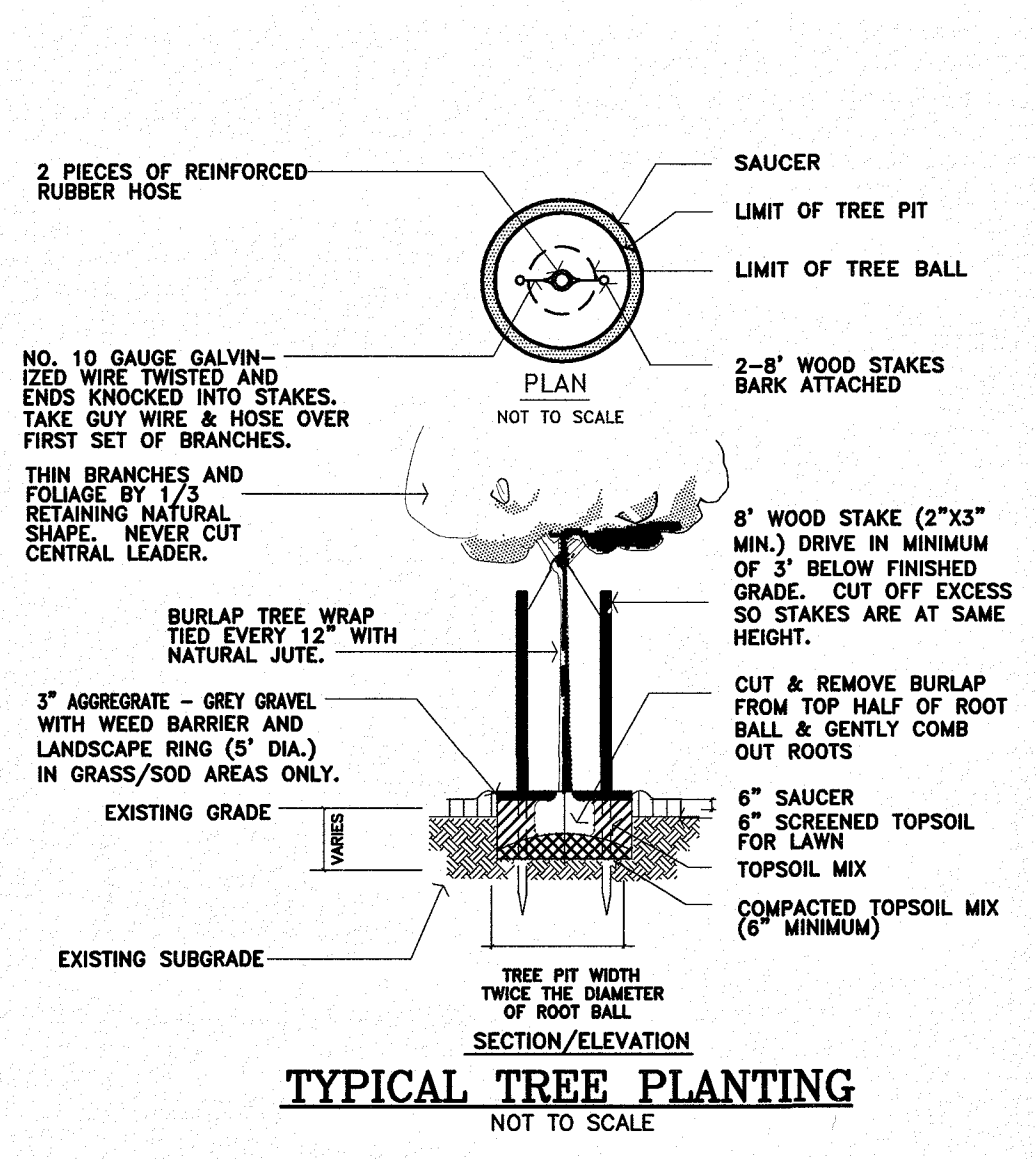 2 PIECES OF REINFORCED
RUBBER HOSE
SAUCER
LIMIT OF TREE PIT
LIMIT OF TREE BALL
2-8' WOOD STAKES
BARK ATTACHED
NO. 10 GAUGE GALVIN-
IZED WIRE TWISTED AND
ENDS KNOCKED INTO STAKES.
TAKE GUY WIRE & HOSE OVER
FIRST SET OF BRANCHES.
PLAN
NOT TO SCALE
THIN BRANCHES AND
FOLIAGE BY 1/3
RETAINING NATURAL
SHAPE. NEVER CUT
CENTRAL LEADER.
8' WOOD STAKE (2"X3"
MIN.) DRIVE IN MINIMUM
OF 3' BELOW FINISHED
GRADE. CUT OFF EXCESS
SO STAKES ARE AT SAME
HEIGHT.
BURLAP TREE WRAP
TIED EVERY 12" WITH
NATURAL JUTE.
CUT & REMOVE BURLAP
FROM TOP HALF OF ROOT
BALL & GENTLY COMB
OUT ROOTS
3" AGGREGRATE - GREY GRAVEL
WITH WEED BARRIER AND
LANDSCAPE RING (5' DIA.)
IN GRASS/SOD AREAS ONLY.
EXISTING GRADE
VARIES
6" SAUCER
6" SCREENED TOPSOIL
FOR LAWN
TOPSOIL MIX
COMPACTED TOPSOIL MIX
(6" MINIMUM)
EXISTING SUBGRADE
TREE PIT WIDTH
TWICE THE DIAMETER
OF ROOT BALL
SECTION/ELEVATION
TYPICAL TREE PLANTING
NOT TO SCALE